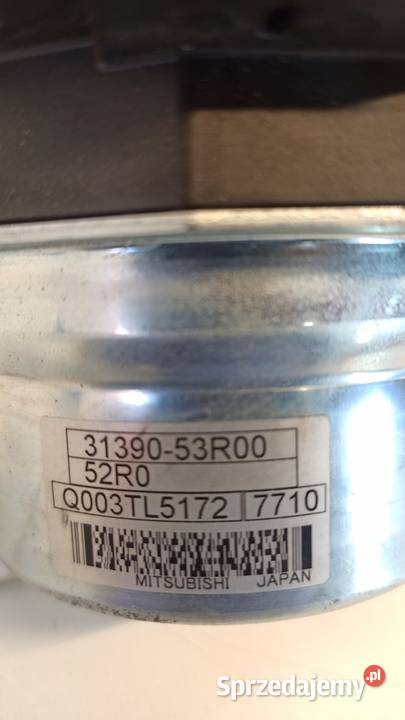 31390-53R00
52R0
Q003TL5172 7710
MITSUBISHI JAPAN
Sprzedajemy.pl